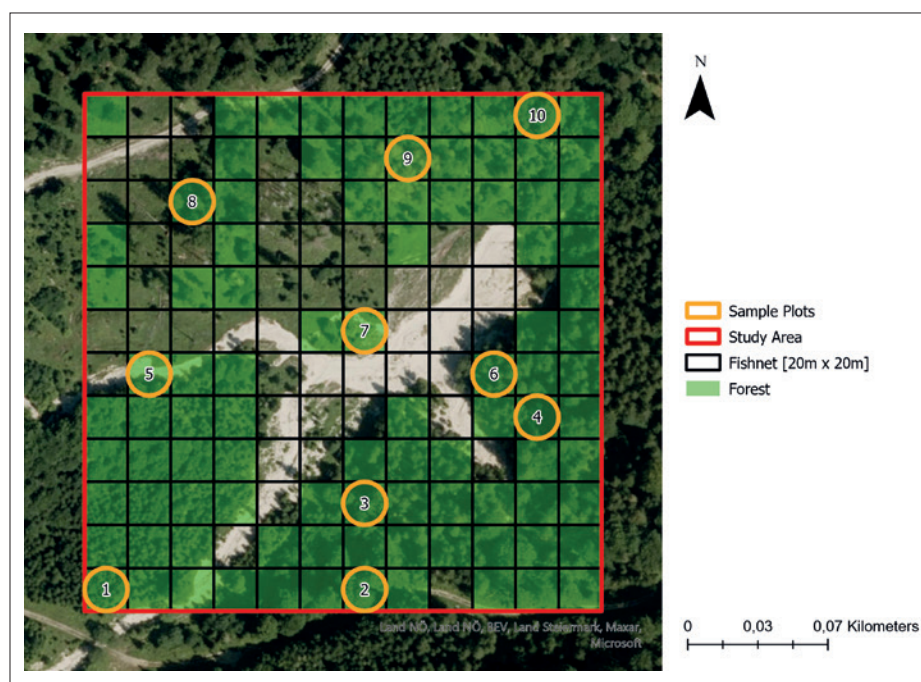 N
10
9
8
7
5
6
4
3
1
2
Sample Plots
Study Area
Fishnet [20m x 20m]
Forest
Land NÖ, Land NÖ, BEV, Land Steiermark, Maxar,
Microsoft
0 0,03 0,07 Kilometers